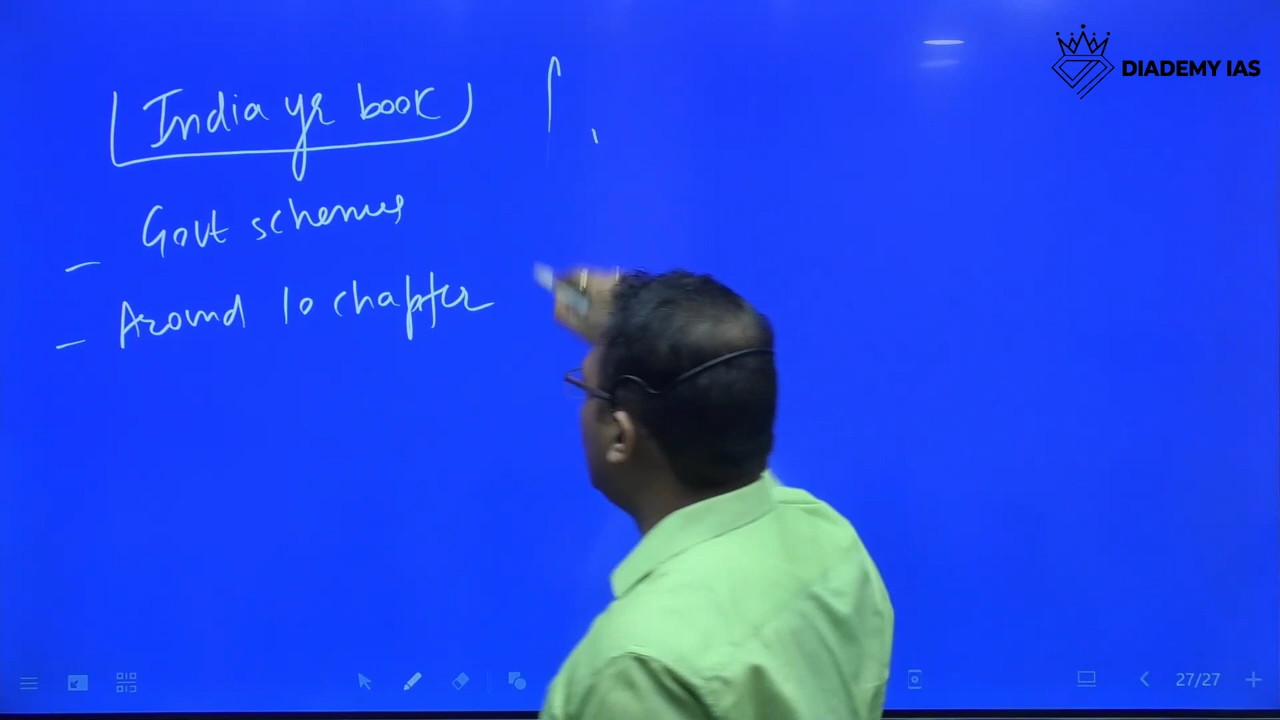 India yr book
Govt schemes
Around 10 chapter
DIADEMY IAS
27/27